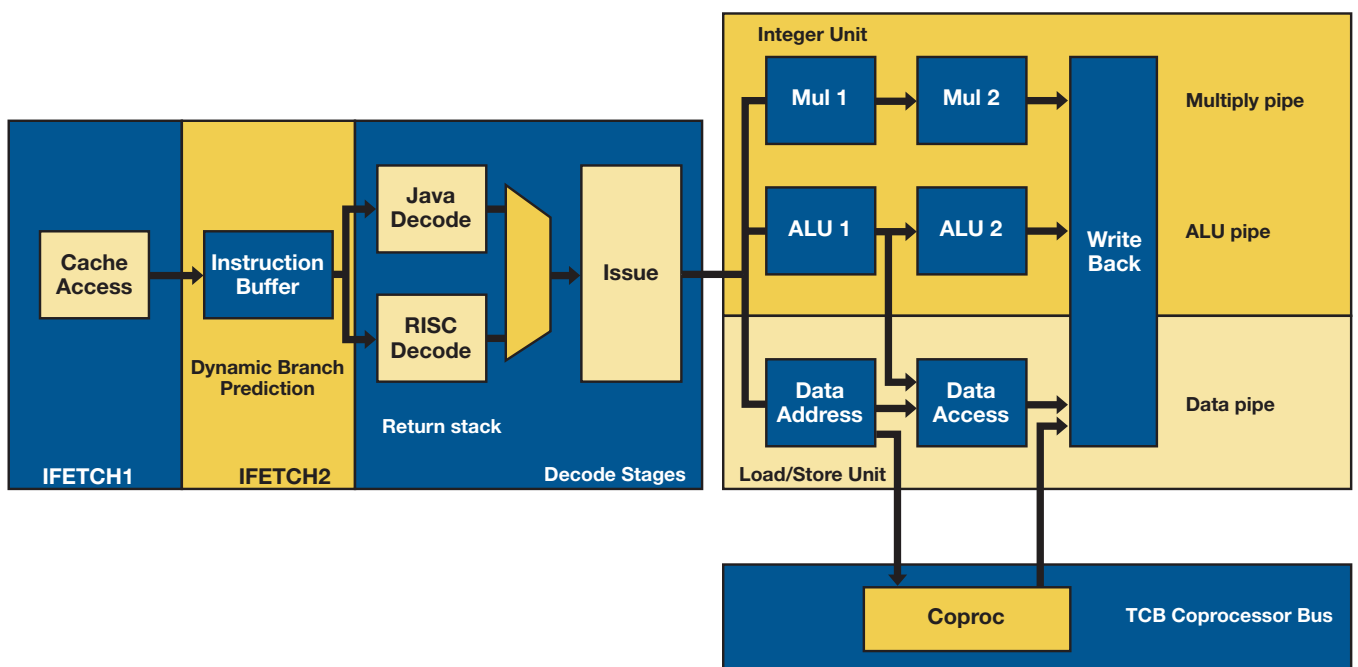 Integer Unit
Mul 1
Mul 2
Multiply pipe
Java
Decode
ALU 1
ALU 2
ALU pipe
Write
Back
Cache
Access
Instruction
Buffer
Issue
RISC
Decode
Dynamic Branch
Prediction
Data
Address
Data
Access
Data pipe
Return stack
IFETCH1
IFETCH2
Decode Stages
Load/Store Unit
Coproc
TCB Coprocessor Bus